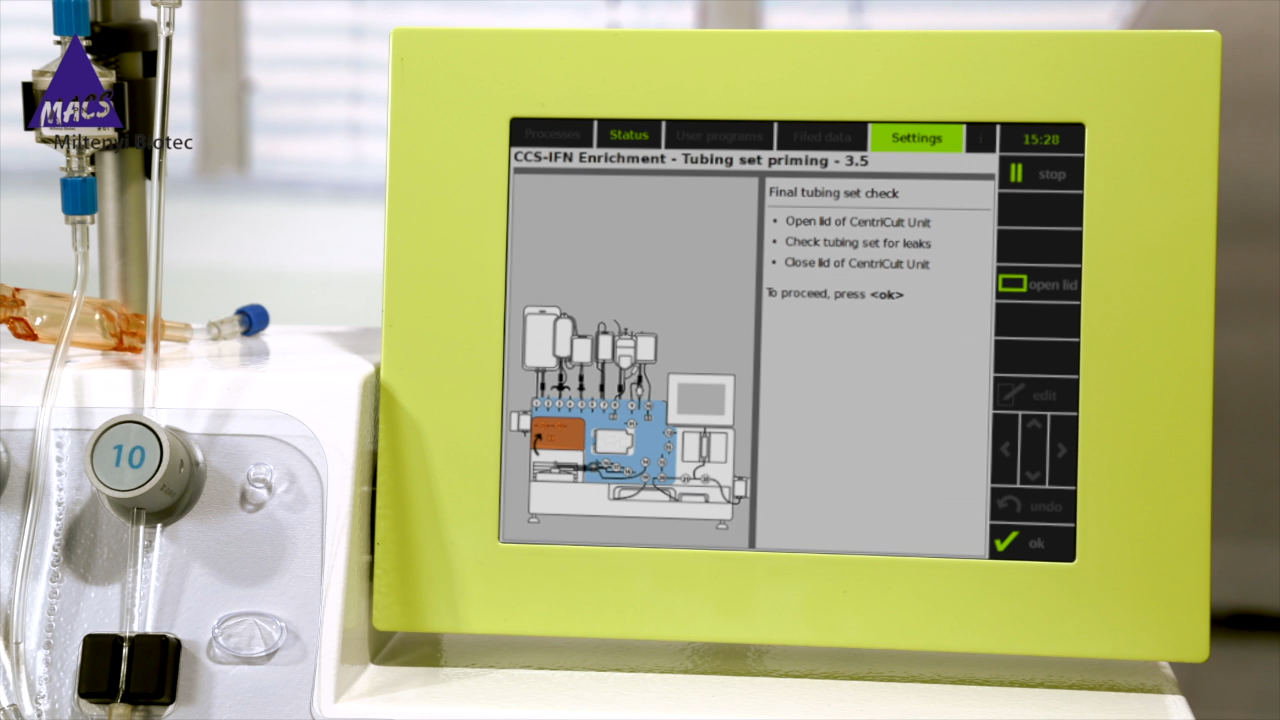 MACS
Miltenyi Biotec
Processes
Status
User programs
Filed data
Settings
i
15:28
CCS-IFN Enrichment - Tubing set priming - 3.5
stop
Final tubing set check
• Open lid of CentriCult Unit
• Check tubing set for leaks
• Close lid of CentriCult Unit
To proceed, press <ok>
open lid
edit
undo
ok
10